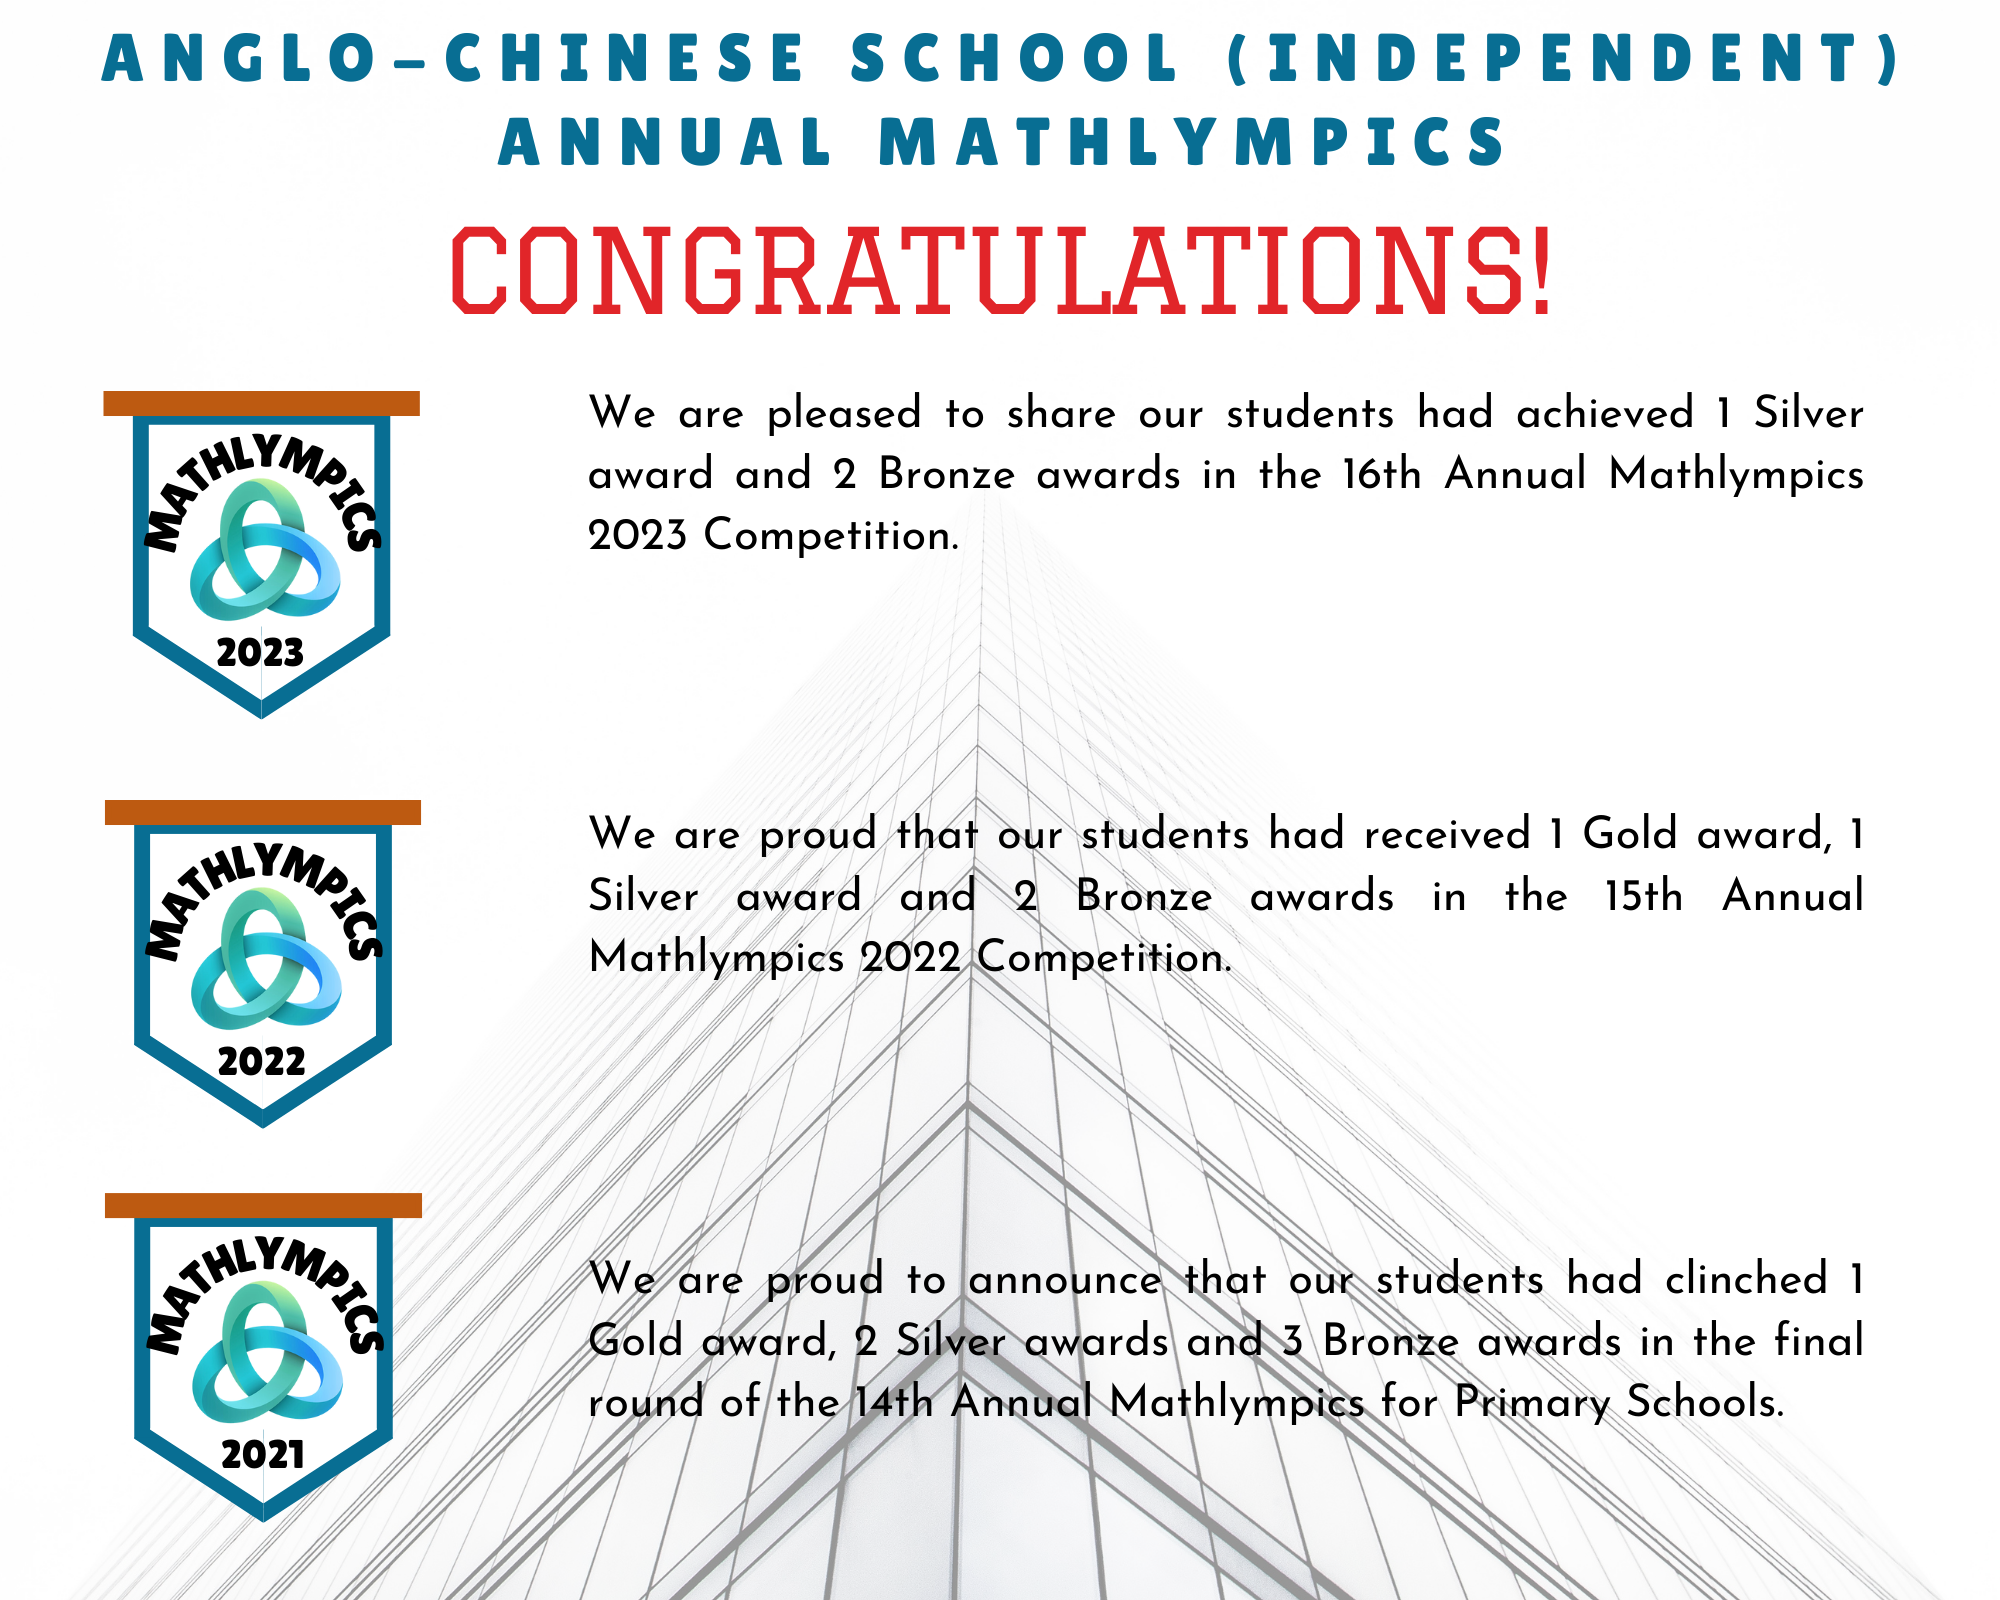 ANGLO-CHINESE SCHOOL (INDEPENDENT)
ANNUAL MATHLYMPICS
CONGRATULATIONS!
MATHLYMPICS
2023
We are pleased to share our students had achieved 1 Silver
award and 2 Bronze awards in the 16th Annual Mathlympics
2023 Competition.
MATHLYMPICS
2022
We are proud that our students had received 1 Gold award, 1
Silver award and 2 Bronze awards in the 15th Annual
Mathlympics 2022 Competition.
MATHLYMPICS
2021
We are proud to announce that our students had clinched 1
Gold award, 2 Silver awards and 3 Bronze awards in the final
round of the 14th Annual Mathlympics for Primary Schools.